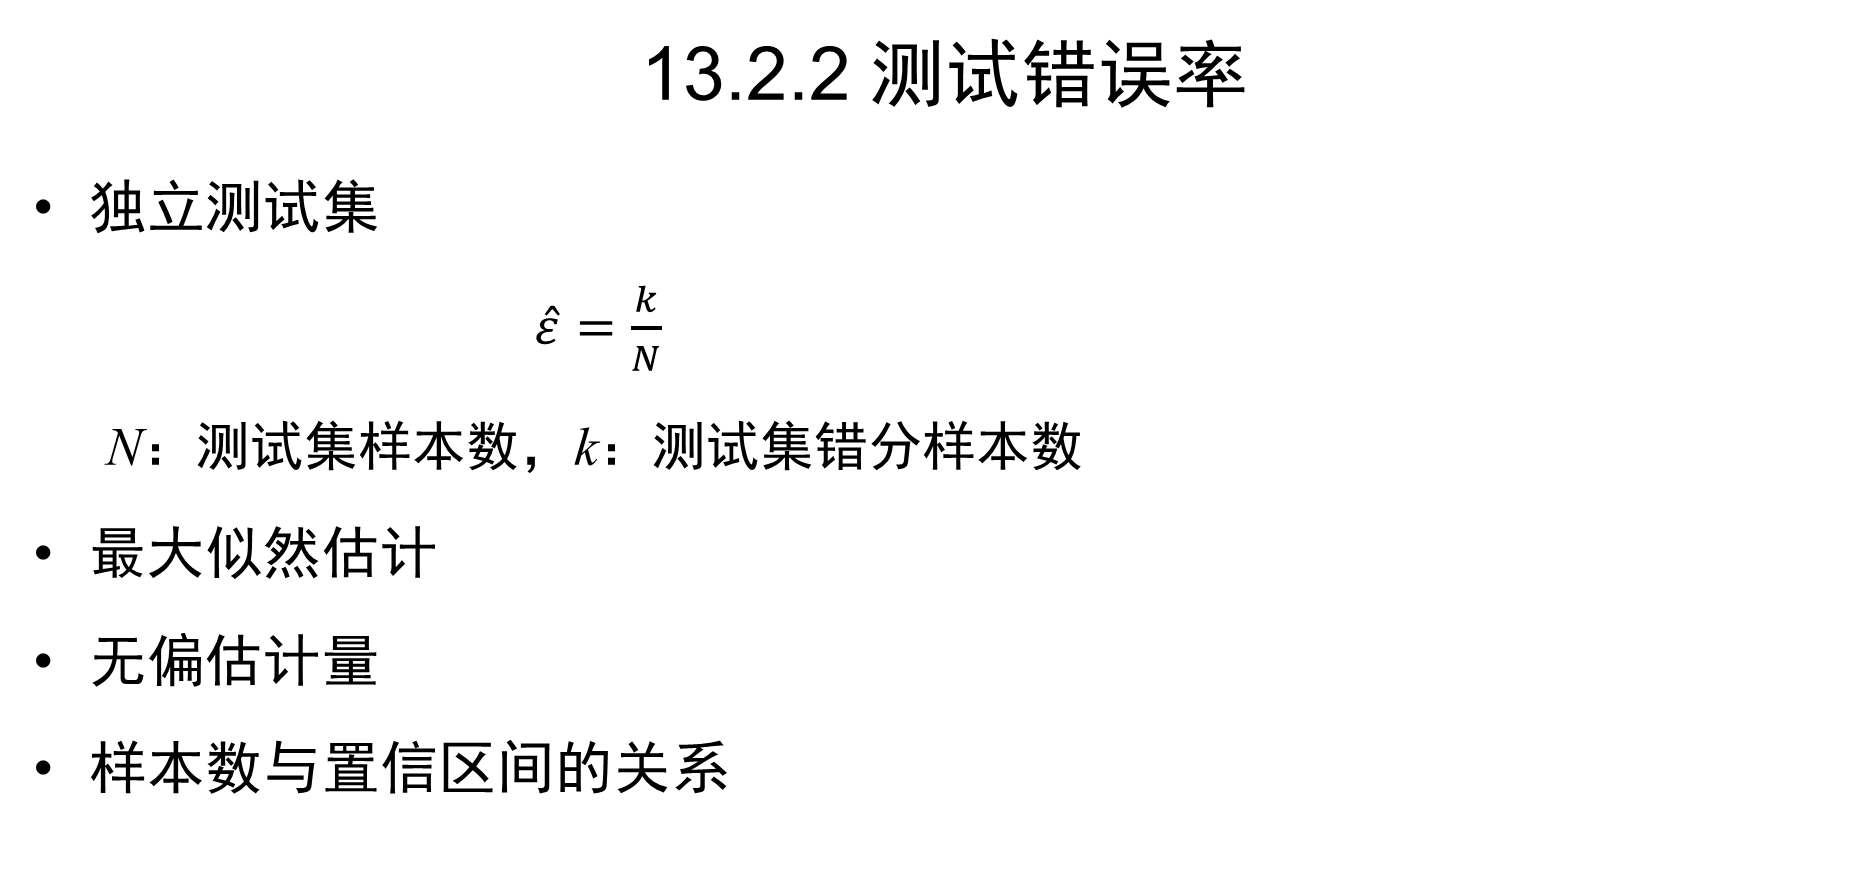 13.2.2 测试错误率
• 独立测试集
ε̂ = k/N
N：测试集样本数，k：测试集错分样本数
• 最大似然估计
• 无偏估计量
• 样本数与置信区间的关系